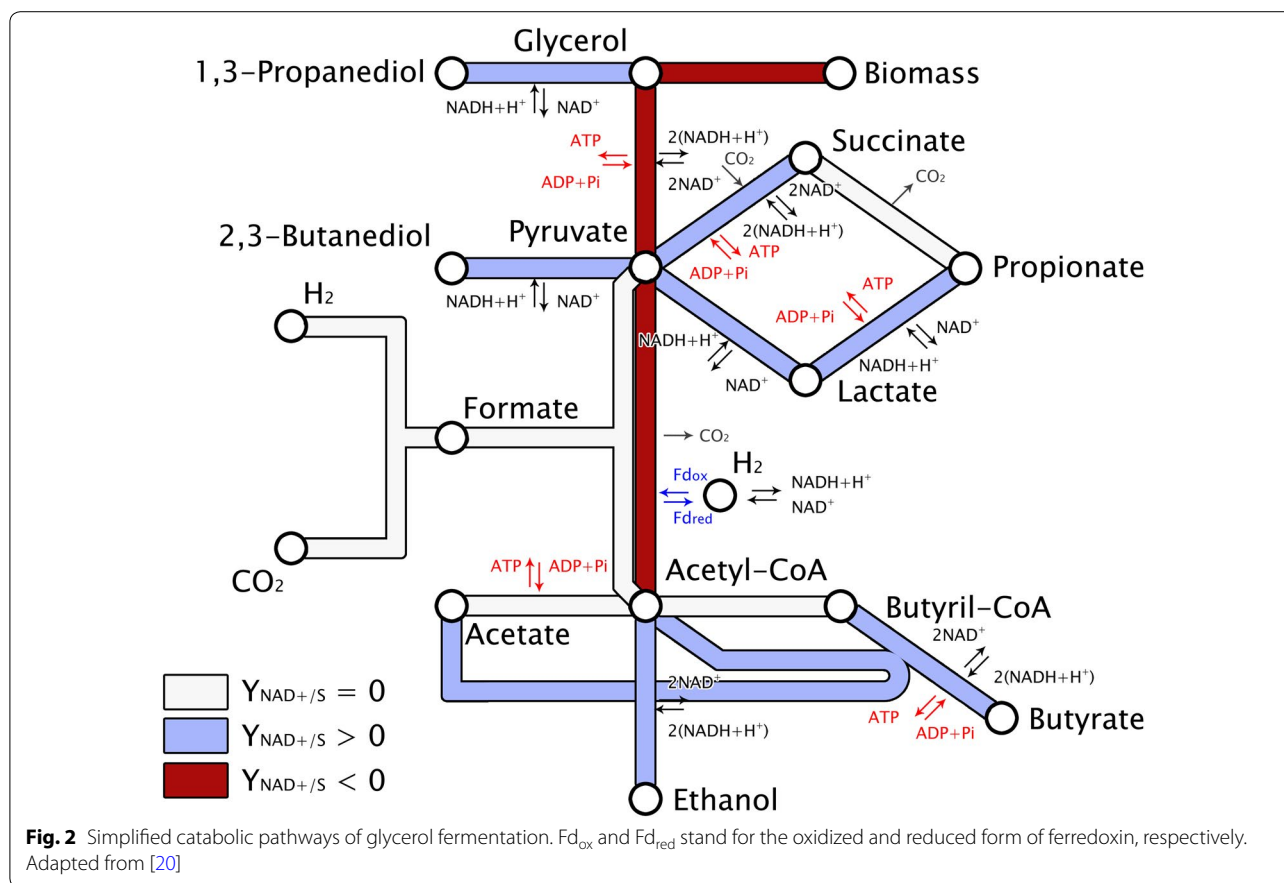 Glycerol
1,3-Propanediol
Biomass
NADH+H⁺ NAD⁺
ATP
ADP+Pi
2(NADH+H⁺)
2NAD⁺
CO₂
Succinate
2NAD⁺
2(NADH+H⁺)
CO₂
ATP
ADP+Pi
2,3-Butanediol
Pyruvate
Propionate
NADH+H⁺ NAD⁺
ATP
ADP+Pi
NAD⁺
NADH+H⁺
NADH+H⁺
NAD⁺
Lactate
H₂
Formate
CO₂
H₂
Fdox
Fdred
NADH+H⁺
NAD⁺
CO₂
ATP ADP+Pi
Acetyl-CoA
Acetate
Butyril-CoA
2NAD⁺
2(NADH+H⁺)
ATP
ADP+Pi
Butyrate
2NAD⁺
2(NADH+H⁺)
Ethanol
YNAD+/S = 0
YNAD+/S > 0
YNAD+/S < 0
Fig. 2 Simplified catabolic pathways of glycerol fermentation. Fdox and Fdred stand for the oxidized and reduced form of ferredoxin, respectively.
Adapted from [20]